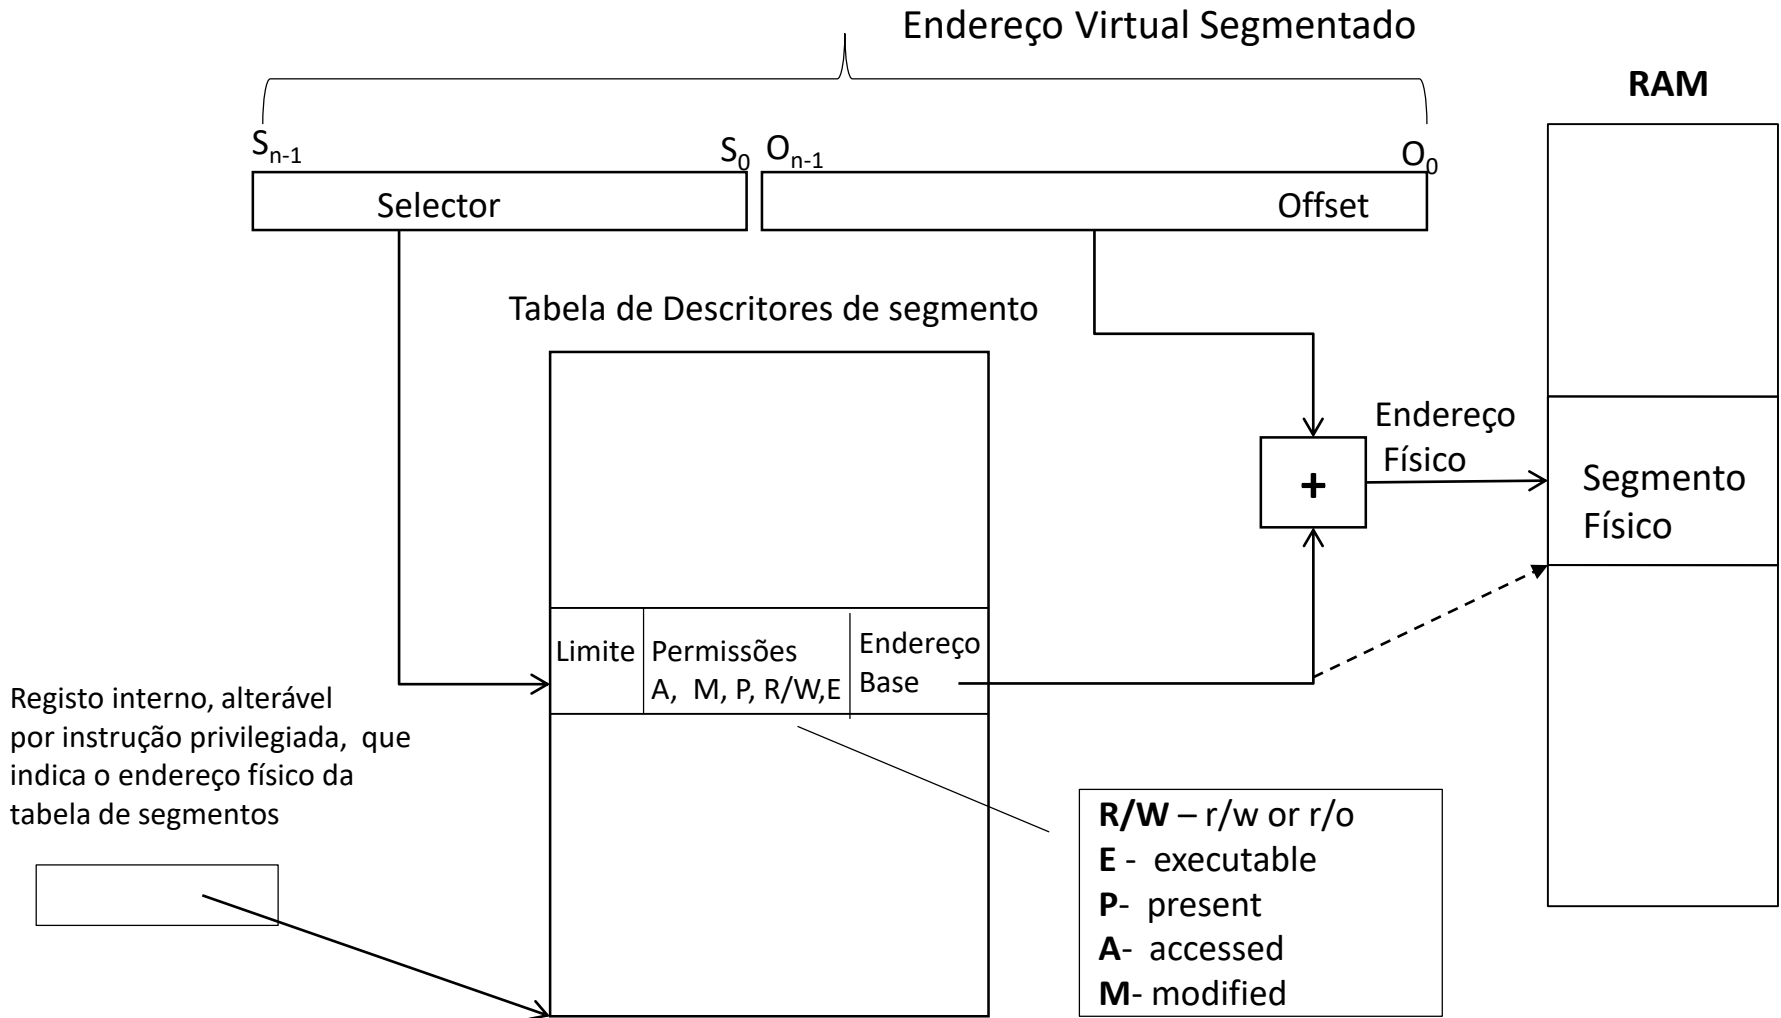 Endereço Virtual Segmentado
RAM
Sn-1
S0
On-1
O0
Selector
Offset
Tabela de Descritores de segmento
Endereço
Físico
+
Segmento
Físico
Limite
Permissões
A, M, P, R/W,E
Endereço
Base
Registo interno, alterável
por instrução privilegiada, que
indica o endereço físico da
tabela de segmentos
R/W – r/w or r/o
E - executable
P- present
A- accessed
M- modified